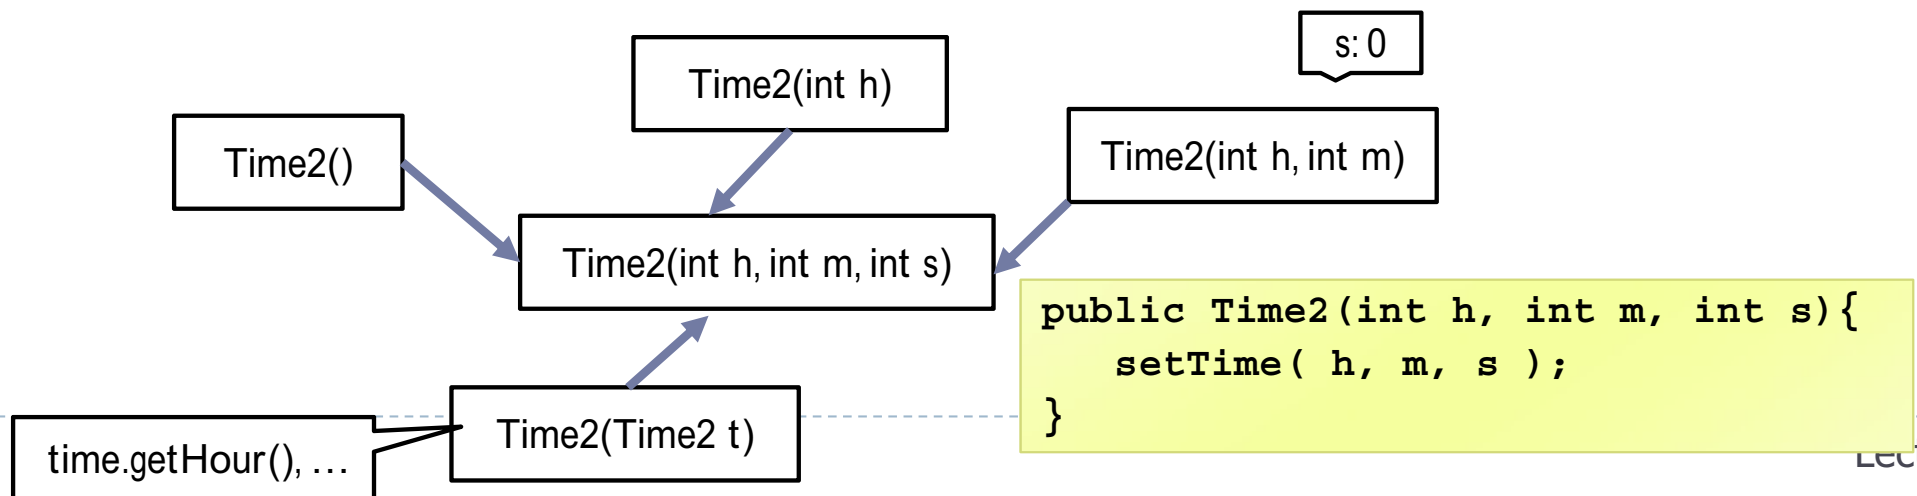 s: 0
Time2(int h)
Time2()
Time2(int h, int m)
Time2(int h, int m, int s)
public Time2(int h, int m, int s){
setTime( h, m, s );
}
Time2(Time2 t)
time.getHour(), ...